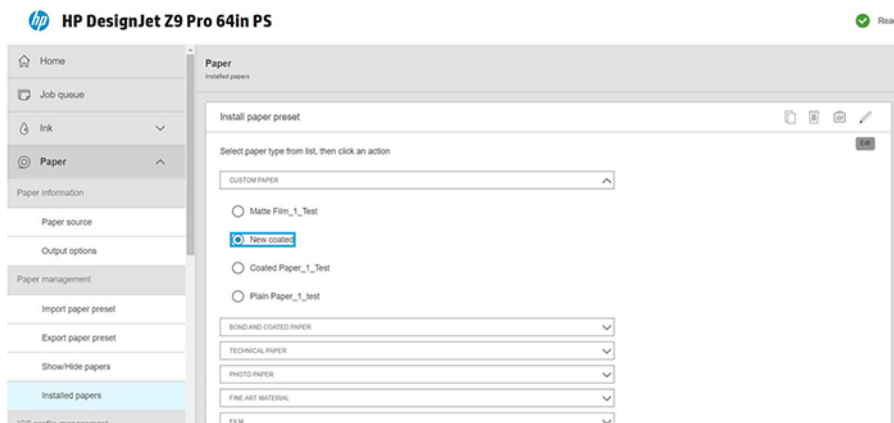 hp HP DesignJet Z9 Pro 64in PS
Home
Job queue
Ink
Paper
Paper information
Paper source
Output options
Paper management
Import paper preset
Export paper preset
Show/Hide papers
Installed papers
Paper
Installed papers
Install paper preset
Edit
Select paper type from list, then click an action
CUSTOM PAPER
Matte Film_1_Test
New coated
Coated Paper_1_Test
Plain Paper_1_test
BOND AND COATED PAPER
TECHNICAL PAPER
PHOTO PAPER
FINE ART MATERIAL
FILM